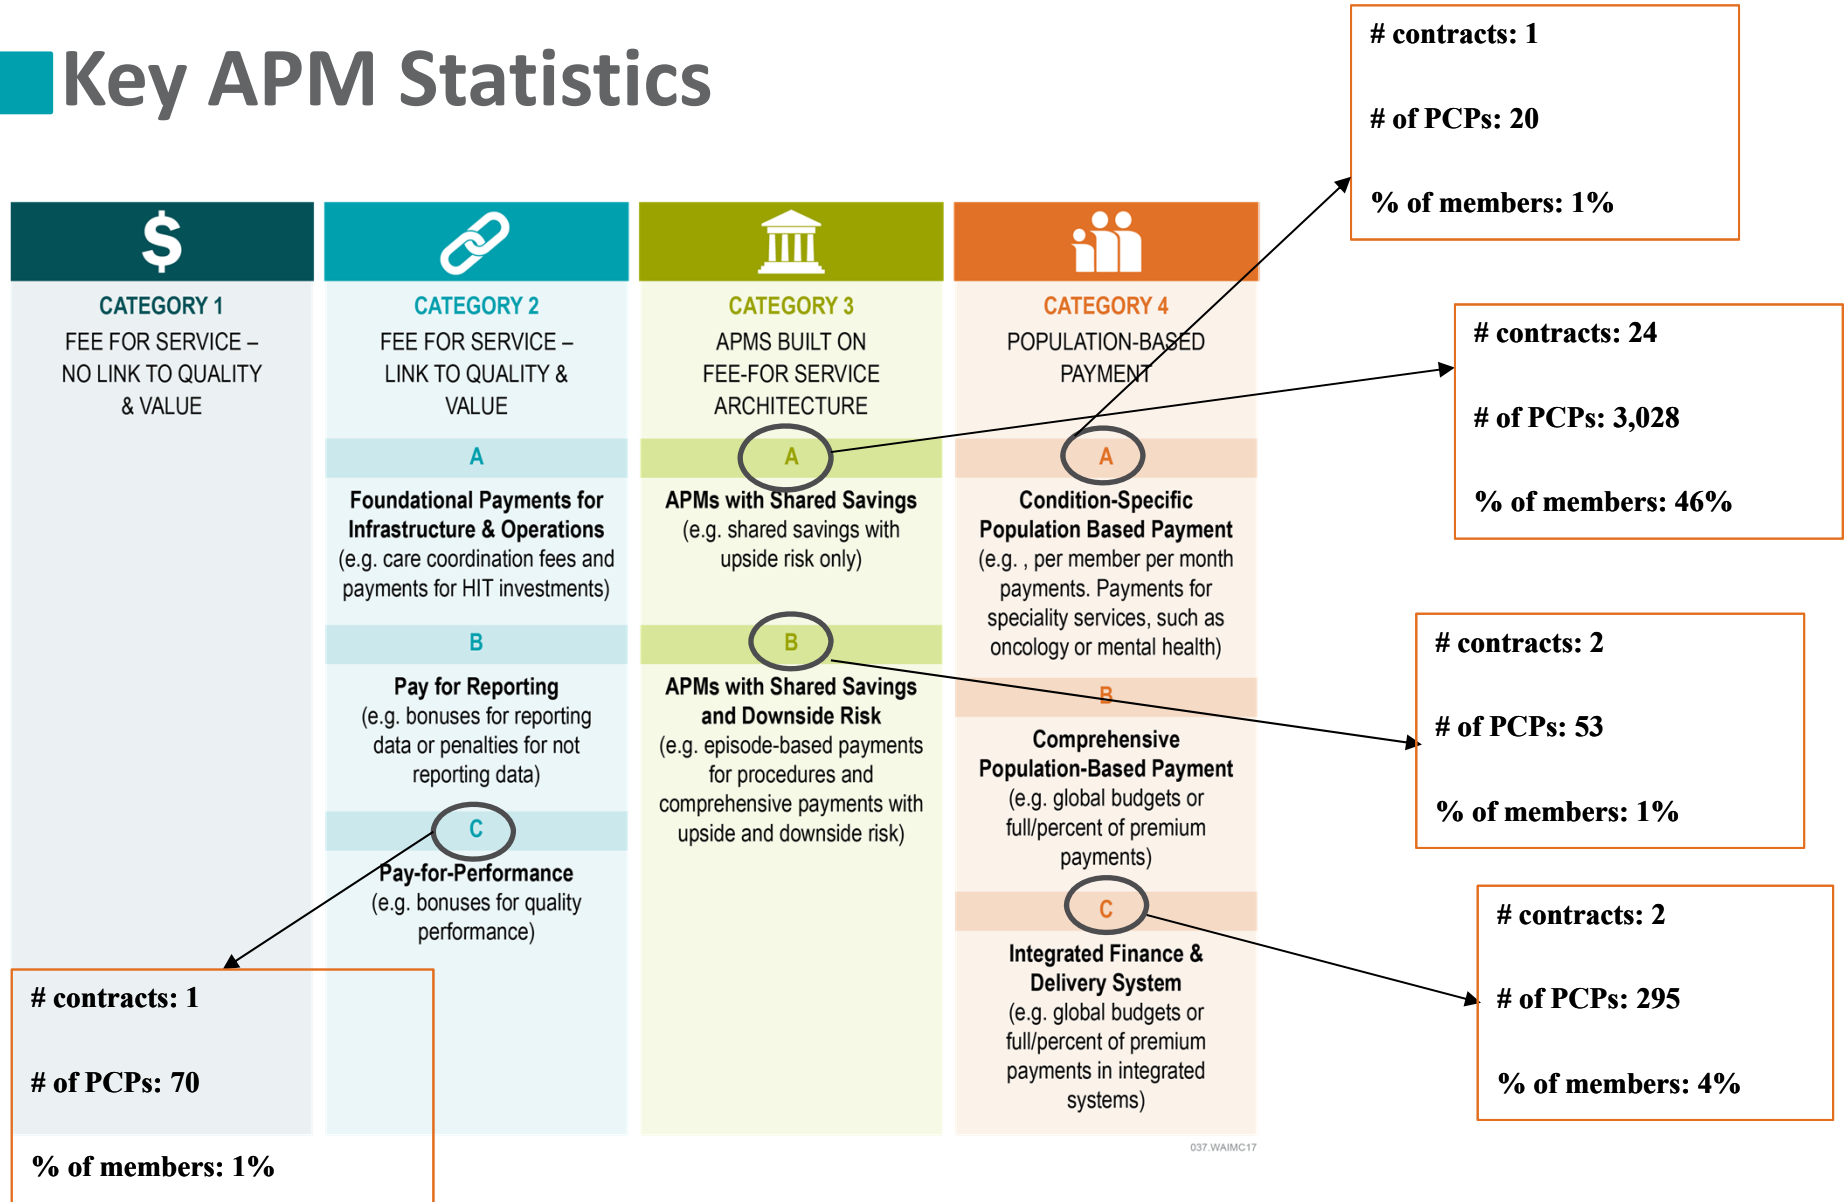 Key APM Statistics
# contracts: 1
# of PCPs: 20
% of members: 1%
$
CATEGORY 1
FEE FOR SERVICE –
NO LINK TO QUALITY
& VALUE
CATEGORY 2
FEE FOR SERVICE –
LINK TO QUALITY &
VALUE
A
Foundational Payments for
Infrastructure & Operations
(e.g. care coordination fees and
payments for HIT investments)
B
Pay for Reporting
(e.g. bonuses for reporting
data or penalties for not
reporting data)
C
Pay-for-Performance
(e.g. bonuses for quality
performance)
CATEGORY 3
APMS BUILT ON
FEE-FOR SERVICE
ARCHITECTURE
A
APMs with Shared Savings
(e.g. shared savings with
upside risk only)
B
APMs with Shared Savings
and Downside Risk
(e.g. episode-based payments
for procedures and
comprehensive payments with
upside and downside risk)
CATEGORY 4
POPULATION-BASED
PAYMENT
A
Condition-Specific
Population Based Payment
(e.g. , per member per month
payments. Payments for
speciality services, such as
oncology or mental health)
B
Comprehensive
Population-Based Payment
(e.g. global budgets or
full/percent of premium
payments)
C
Integrated Finance &
Delivery System
(e.g. global budgets or
full/percent of premium
payments in integrated
systems)
# contracts: 24
# of PCPs: 3,028
% of members: 46%
# contracts: 2
# of PCPs: 53
% of members: 1%
# contracts: 2
# of PCPs: 295
% of members: 4%
# contracts: 1
# of PCPs: 70
% of members: 1%
037.WAIMC17